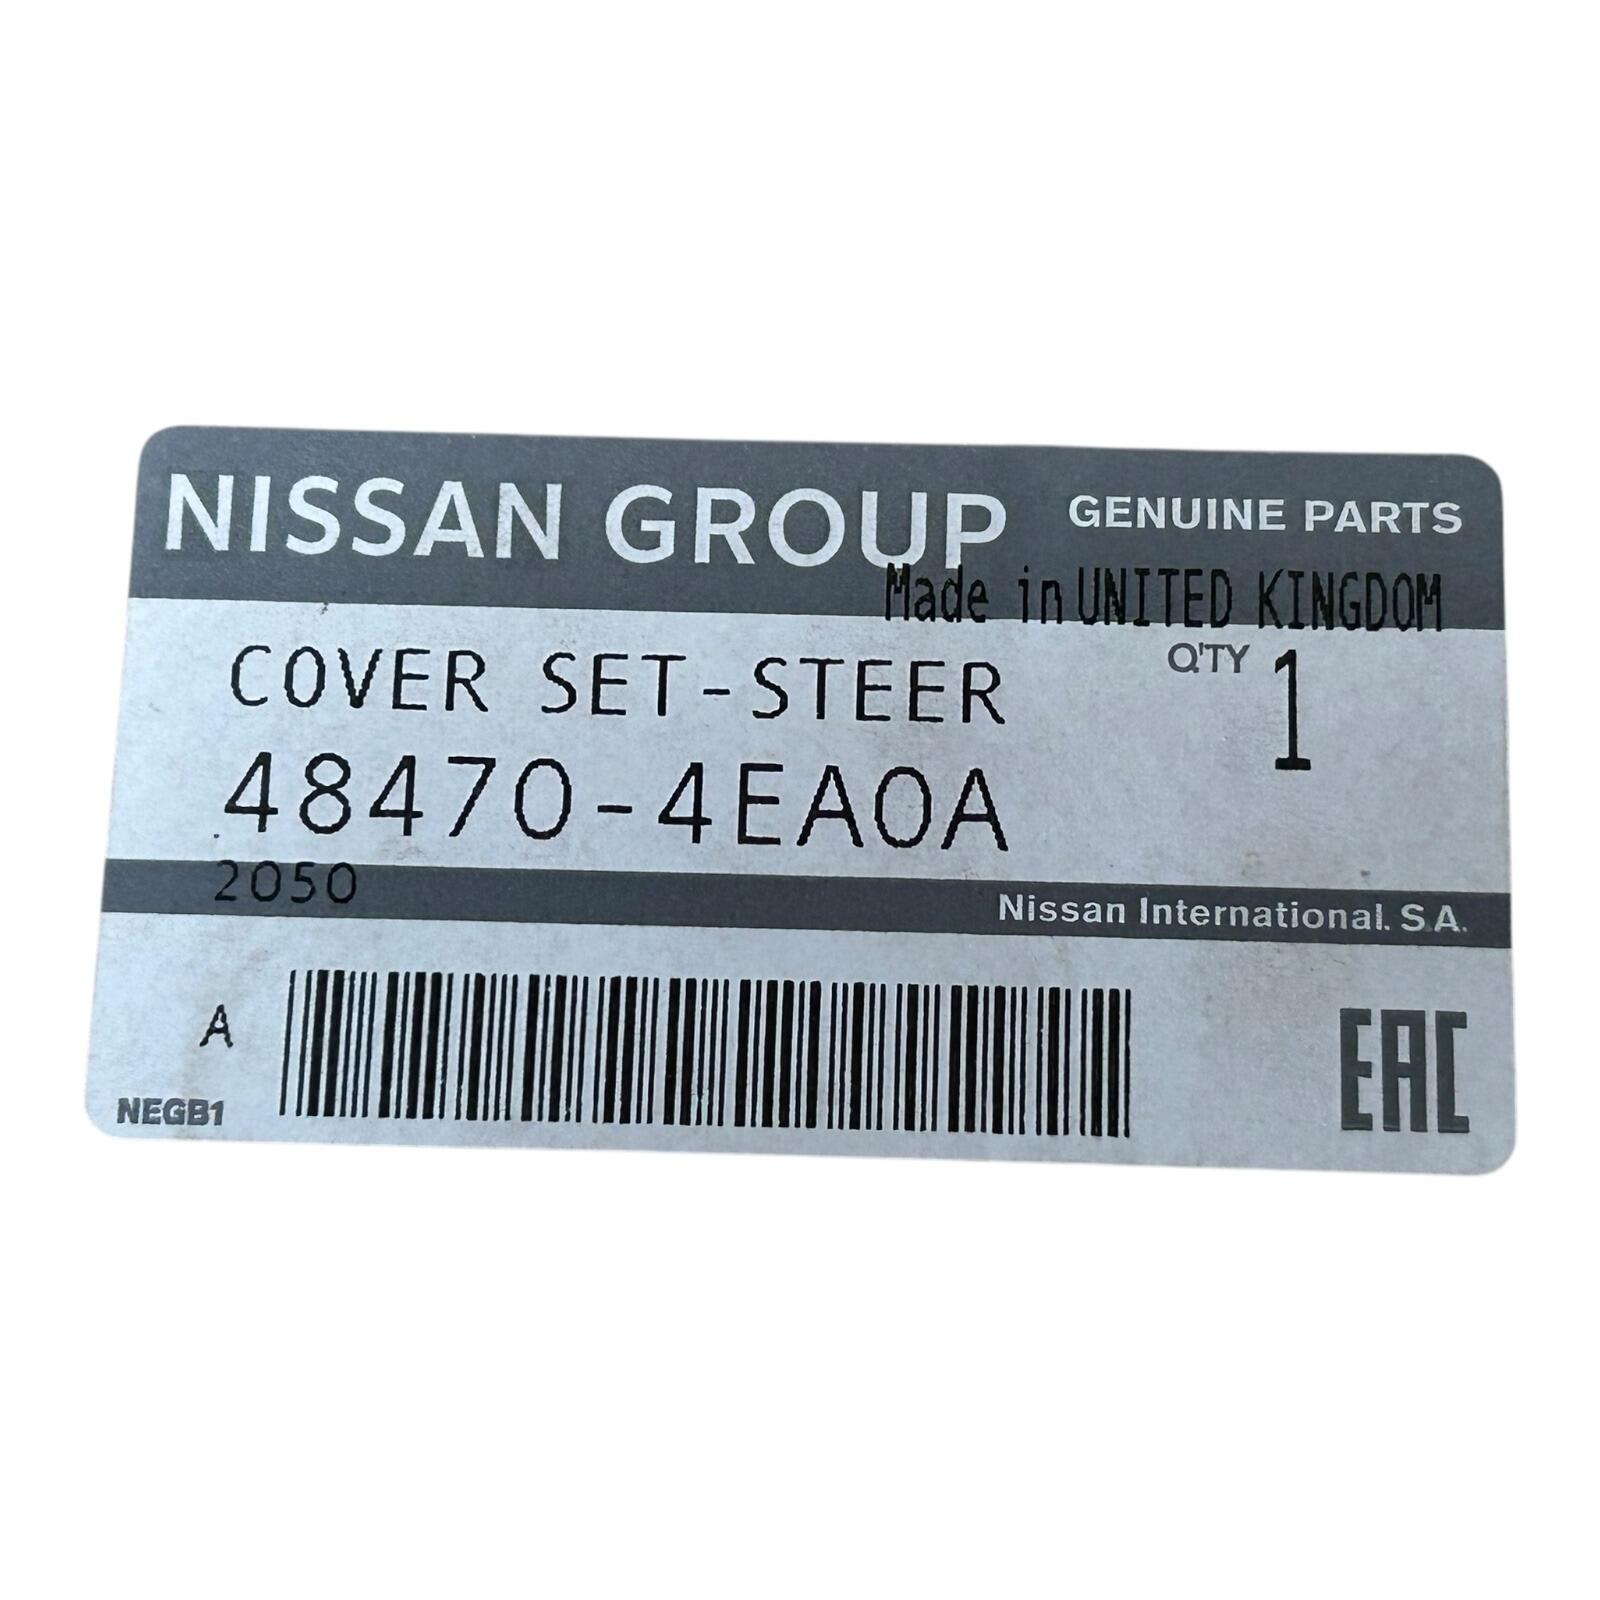 NISSAN GROUP GENUINE PARTS
Made in UNITED KINGDOM
COVER SET-STEER Q'TY 1
48470-4EA0A
2050
Nissan International. S.A.
A
NEGB1
EAC